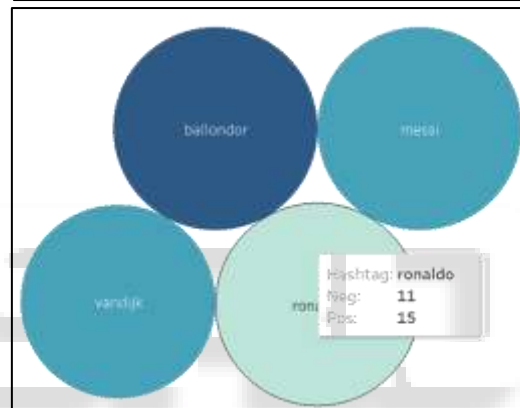 ballondor
messi
vandijk
rona
Hashtag: ronaldo
Neg: 11
Pos: 15